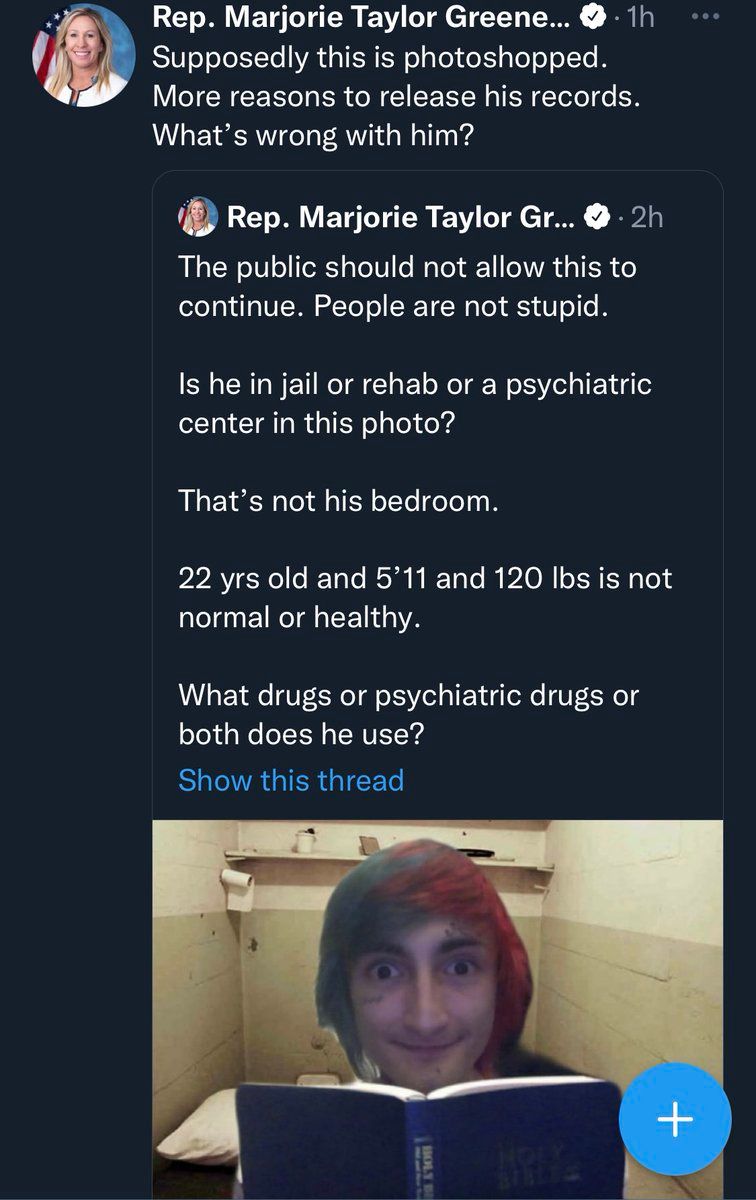 Rep. Marjorie Taylor Greene... · 1h ...
Supposedly this is photoshopped.
More reasons to release his records.
What’s wrong with him?
Rep. Marjorie Taylor Gr... · 2h
The public should not allow this to
continue. People are not stupid.
Is he in jail or rehab or a psychiatric
center in this photo?
That’s not his bedroom.
22 yrs old and 5’11 and 120 lbs is not
normal or healthy.
What drugs or psychiatric drugs or
both does he use?
Show this thread
HOLY
HOLY
BIBLE